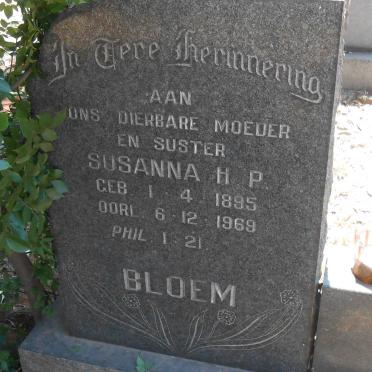 In Tere Herinnering
AAN
ONS DIERBARE MOEDER
EN SUSTER
SUSANNA H. P.
GEB. 1·4·1895
OORL. 6·12·1969
PHIL. 1:21.
BLOEM